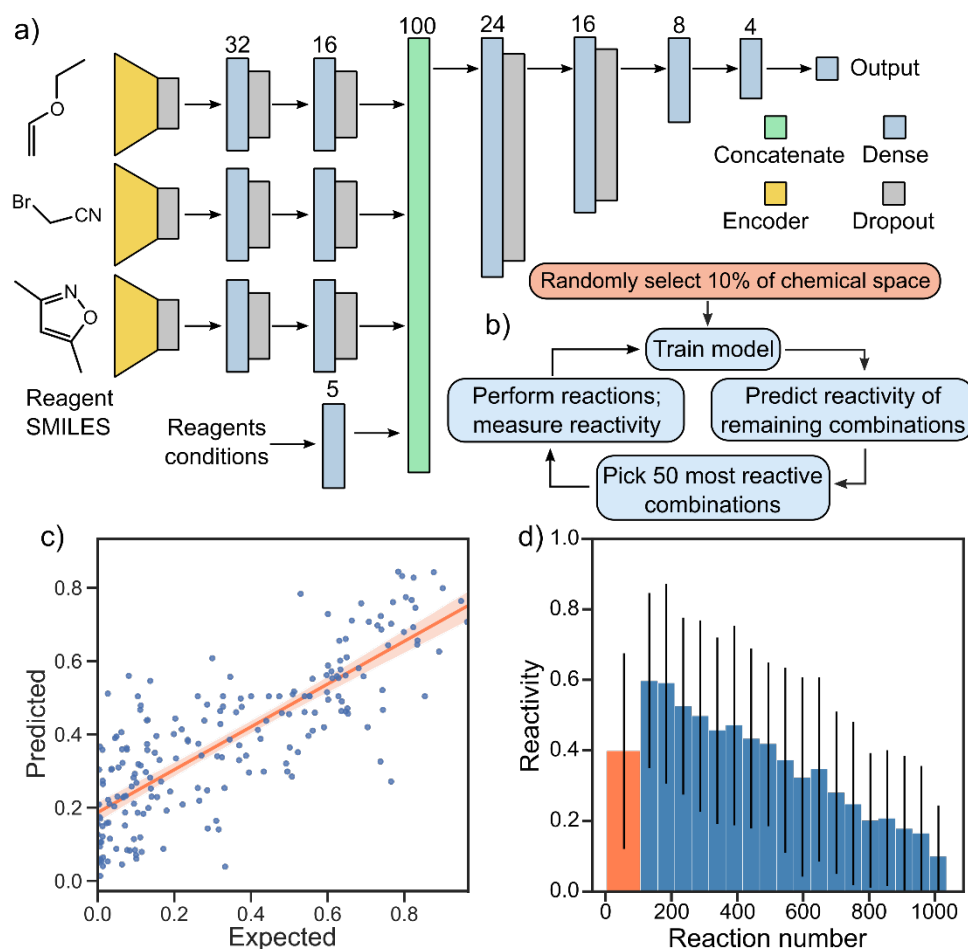 a)
32
16
100
24
16
8
4
Output
O
Concatenate
Dense
Br
CN
Encoder
Dropout
N
O
Randomly select 10% of chemical space
b)
Train model
Reagent
SMILES
5
Perform reactions;
measure reactivity
Predict reactivity of
remaining combinations
Reagents
conditions
Pick 50 most reactive
combinations
c)
Predicted
0.8
0.6
0.4
0.2
0.0
0.0
0.2
0.4
0.6
0.8
Expected
d)
Reactivity
1.0
0.8
0.6
0.4
0.2
0.0
0
200
400
600
800
1000
Reaction number